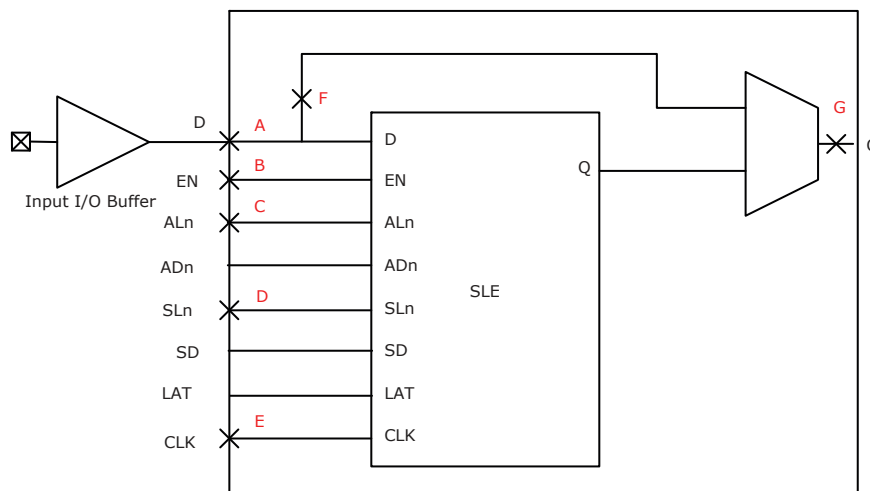 D
A
F
G
D
Q
B
EN
EN
Input I/O Buffer
C
ALn
ALn
ADn
ADn
SLE
D
SLn
SLn
SD
SD
LAT
LAT
E
CLK
CLK